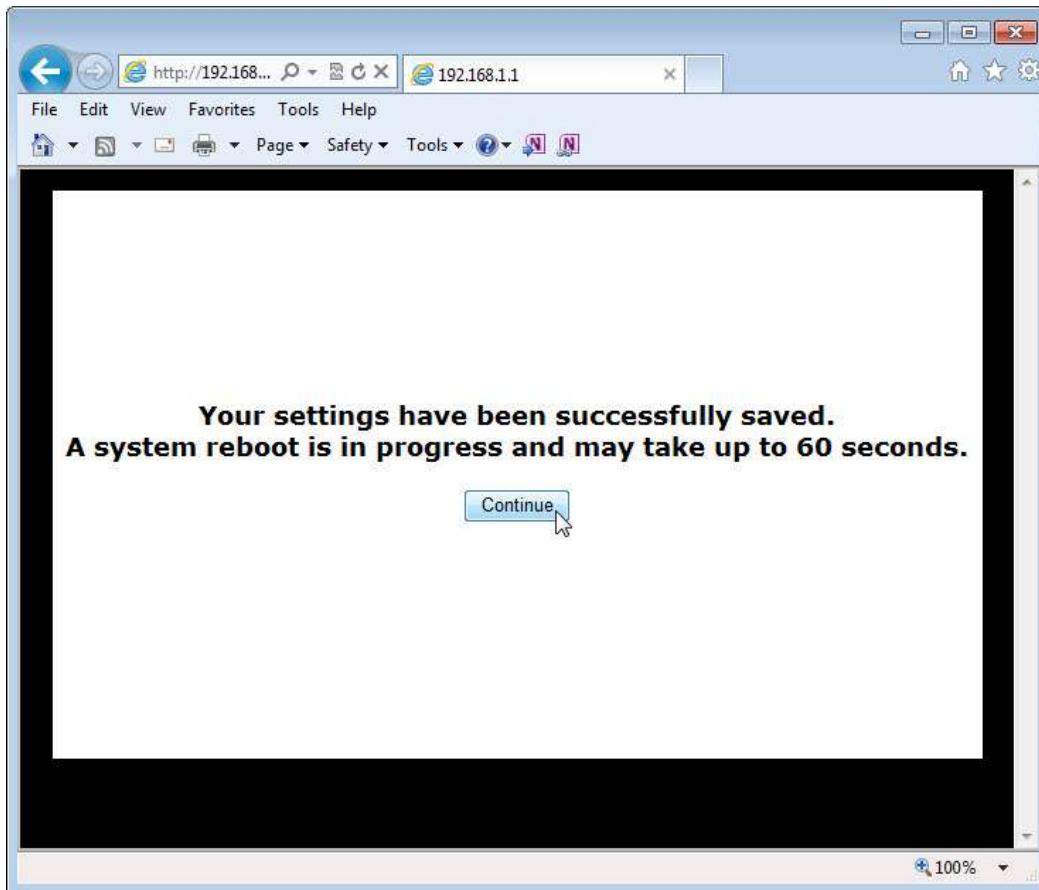 http://192.168...
192.168.1.1
File Edit View Favorites Tools Help
Page Safety Tools
Your settings have been successfully saved.
A system reboot is in progress and may take up to 60 seconds.
Continue
100%